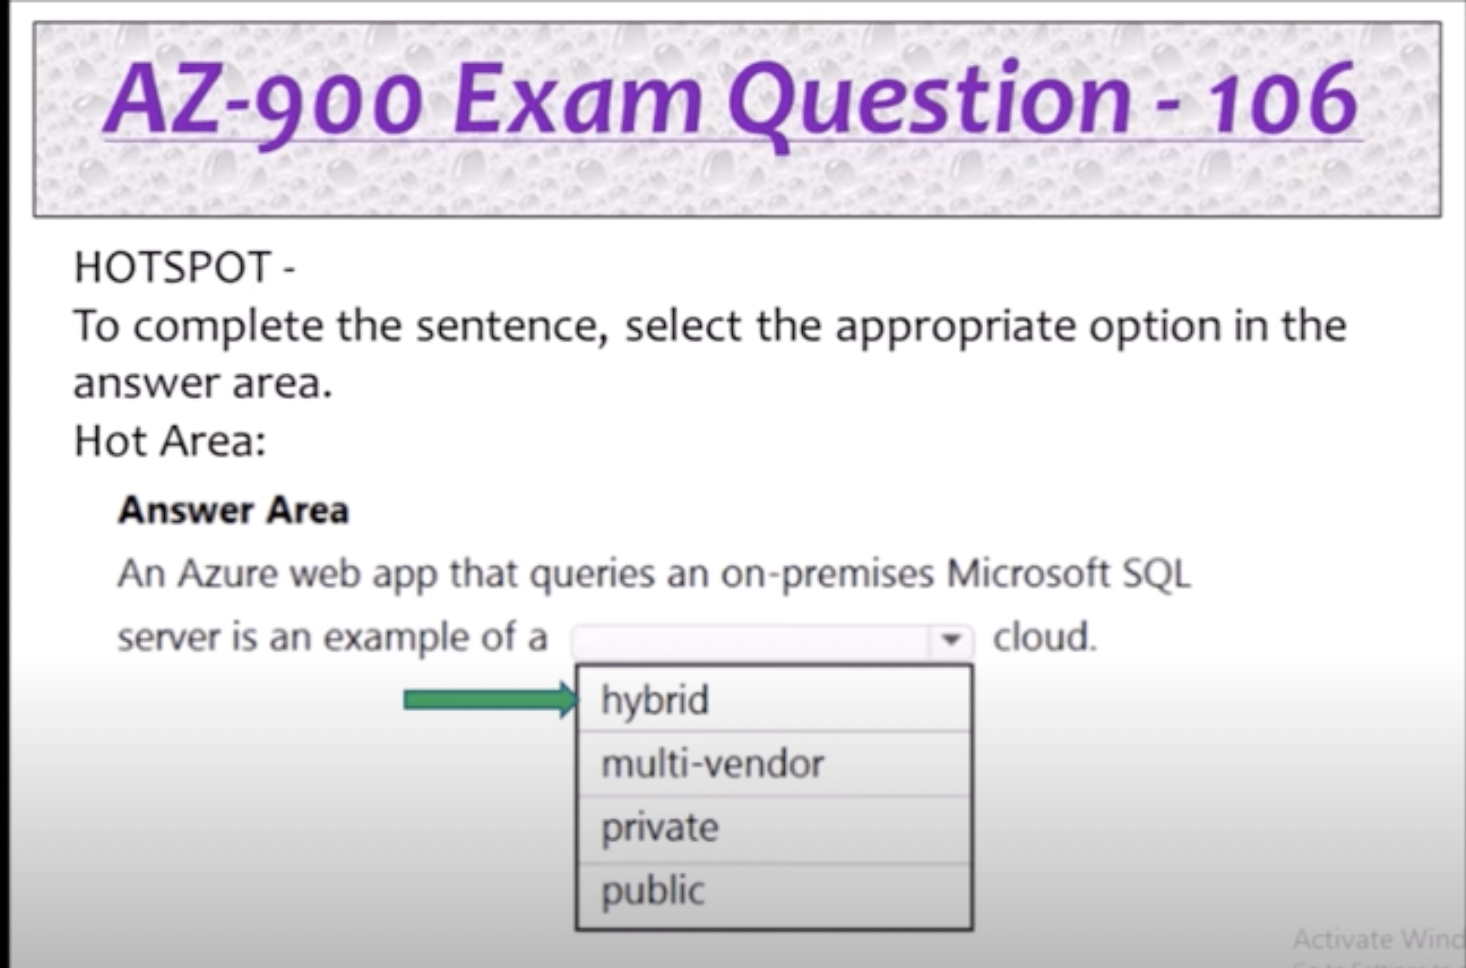 AZ-900 Exam Question - 106
HOTSPOT -
To complete the sentence, select the appropriate option in the
answer area.
Hot Area:
Answer Area
An Azure web app that queries an on-premises Microsoft SQL
server is an example of a cloud.
hybrid
multi-vendor
private
public
Activate Wind